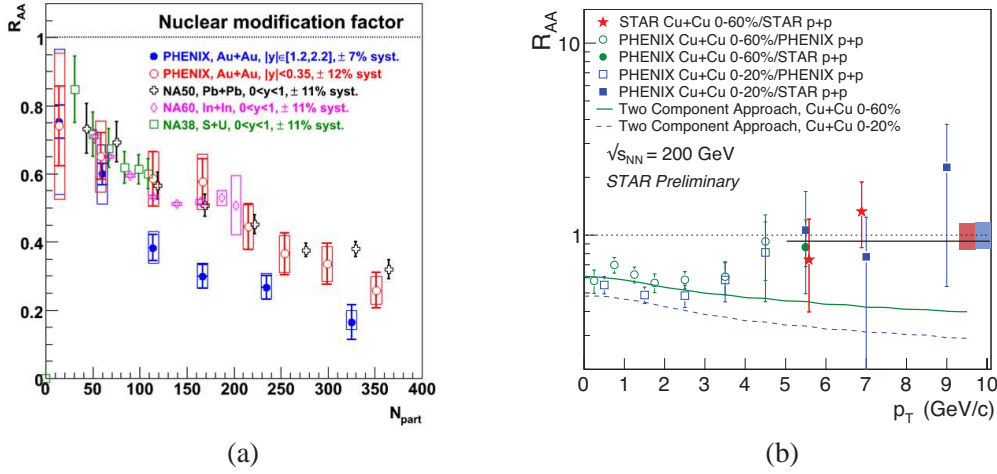 Nuclear modification factor
PHENIX, Au+Au, |y|∈[1.2,2.2], ± 7% syst.
PHENIX, Au+Au, |y|<0.35, ± 12% syst
NA50, Pb+Pb, 0<y<1, ± 11% syst.
NA60, In+In, 0<y<1, ± 11% syst.
NA38, S+U, 0<y<1, ± 11% syst.
R_AA
1
0.8
0.6
0.4
0.2
0
0 50 100 150 200 250 300 350 400
N_part
(a)
STAR Cu+Cu 0-60%/STAR p+p
PHENIX Cu+Cu 0-60%/PHENIX p+p
PHENIX Cu+Cu 0-60%/STAR p+p
PHENIX Cu+Cu 0-20%/PHENIX p+p
PHENIX Cu+Cu 0-20%/STAR p+p
Two Component Approach, Cu+Cu 0-60%
Two Component Approach, Cu+Cu 0-20%
√s_NN = 200 GeV
STAR Preliminary
R_AA
10
1
0 1 2 3 4 5 6 7 8 9 10
p_T (GeV/c)
(b)